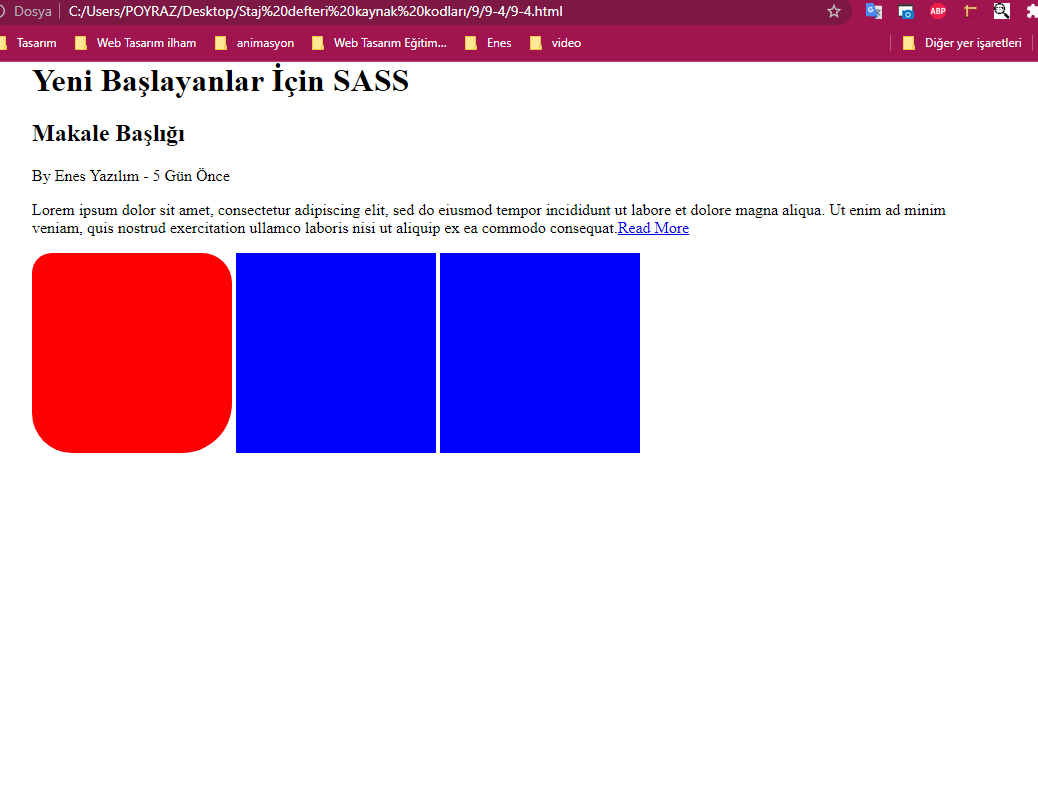 Dosya C:/Users/POYRAZ/Desktop/Staj%20defteri%20kaynak%20kodları/9/9-4/9-4.html ABP
Tasarım Web Tasarım ilham animasyon Web Tasarım Eğitim... Enes video Diğer yer işaretleri
Yeni Başlayanlar İçin SASS
Makale Başlığı
By Enes Yazılım - 5 Gün Önce
Lorem ipsum dolor sit amet, consectetur adipiscing elit, sed do eiusmod tempor incididunt ut labore et dolore magna aliqua. Ut enim ad minim
veniam, quis nostrud exercitation ullamco laboris nisi ut aliquip ex ea commodo consequat.Read More